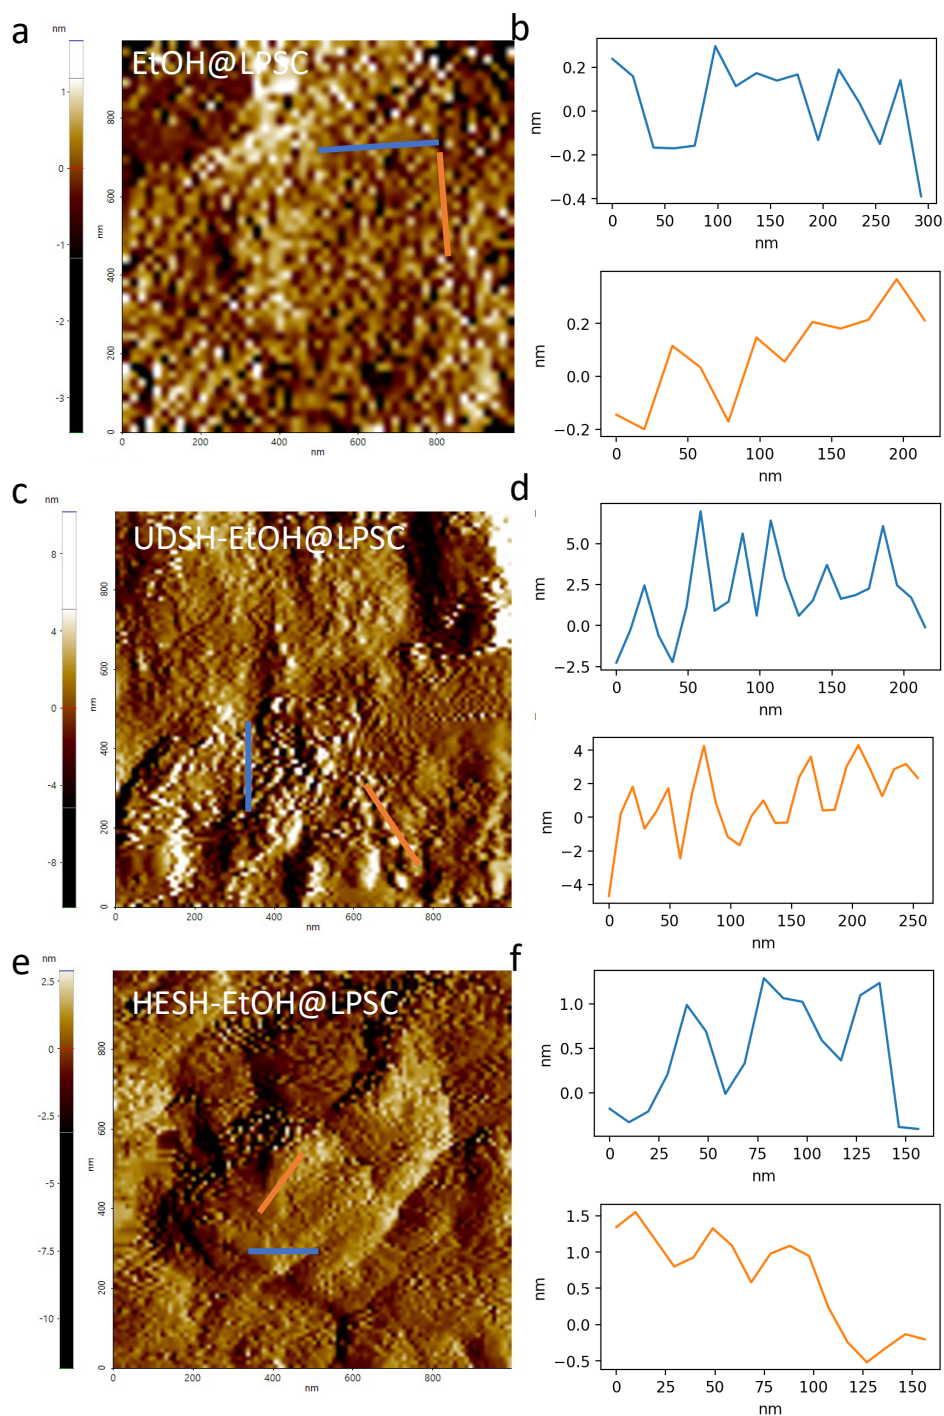 a
nm
1
0
-1
-2
-3
EtOH@LPSC
800
600
nm
400
200
0
0 200 400 600 800
nm
b
nm
0.2
0.0
−0.2
−0.4
0 50 100 150 200 250 300
nm
nm
0.2
0.0
−0.2
0 50 100 150 200
nm
c
nm
8
4
0
-4
-8
UDSH-EtOH@LPSC
800
600
nm
400
200
0
0 200 400 600 800
nm
d
nm
5.0
2.5
0.0
−2.5
0 50 100 150 200
nm
nm
4
2
0
−2
−4
0 50 100 150 200 250
nm
e
nm
2.5
0
-2.5
-5
-7.5
-10
HESH-EtOH@LPSC
800
600
nm
400
200
0
0 200 400 600 800
nm
f
nm
1.0
0.5
0.0
0 25 50 75 100 125 150
nm
nm
1.5
1.0
0.5
0.0
−0.5
0 25 50 75 100 125 150
nm